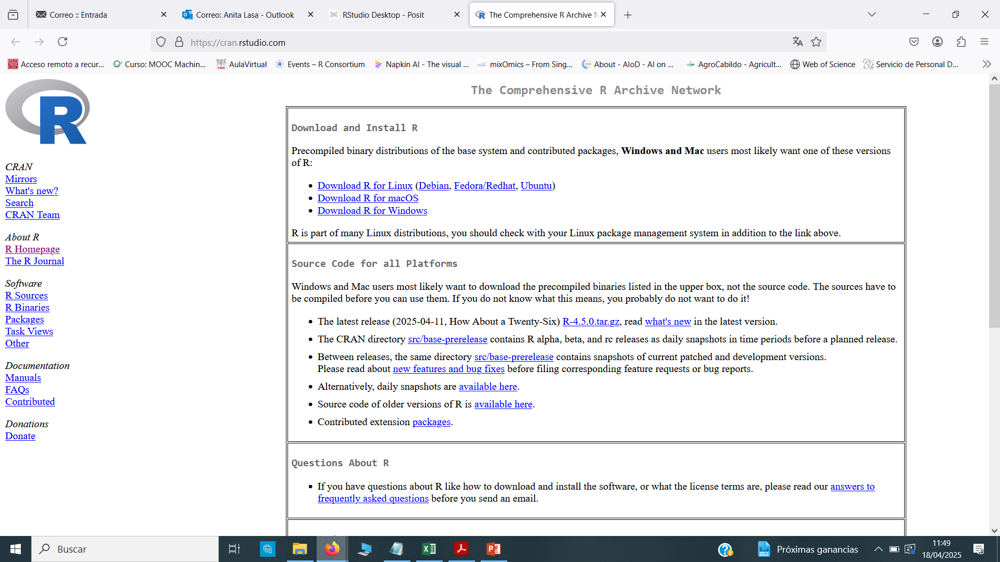 Correo :: Entrada
Correo: Anita Lasa - Outlook
RStudio Desktop - Posit
The Comprehensive R Archive N
https://cran.rstudio.com
Acceso remoto a recur...
Curso: MOOC Machin...
AulaVirtual
Events – R Consortium
Napkin AI - The visual ...
mixOmics – From Sing...
About - AIoD - AI on ...
AgroCabildo - Agricult...
Web of Science
Servicio de Personal D...
CRAN
Mirrors
What's new?
Search
CRAN Team
About R
R Homepage
The R Journal
Software
R Sources
R Binaries
Packages
Task Views
Other
Documentation
Manuals
FAQs
Contributed
Donations
Donate
The Comprehensive R Archive Network
Download and Install R
Precompiled binary distributions of the base system and contributed packages, Windows and Mac users most likely want one of these versions
of R:
Download R for Linux (Debian, Fedora/Redhat, Ubuntu)
Download R for macOS
Download R for Windows
R is part of many Linux distributions, you should check with your Linux package management system in addition to the link above.
Source Code for all Platforms
Windows and Mac users most likely want to download the precompiled binaries listed in the upper box, not the source code. The sources have to
be compiled before you can use them. If you do not know what this means, you probably do not want to do it!
The latest release (2025-04-11, How About a Twenty-Six) R-4.5.0.tar.gz, read what's new in the latest version.
The CRAN directory src/base-prerelease contains R alpha, beta, and rc releases as daily snapshots in time periods before a planned release.
Between releases, the same directory src/base-prerelease contains snapshots of current patched and development versions.
Please read about new features and bug fixes before filing corresponding feature requests or bug reports.
Alternatively, daily snapshots are available here.
Source code of older versions of R is available here.
Contributed extension packages.
Questions About R
If you have questions about R like how to download and install the software, or what the license terms are, please read our answers to
frequently asked questions before you send an email.
Buscar
Próximas ganancias
11:49
18/04/2025